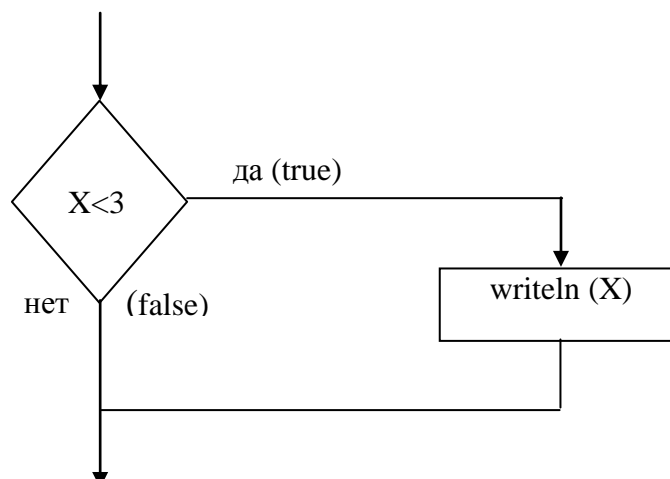 да (true)
X<3
нет (false)
writeln (X)